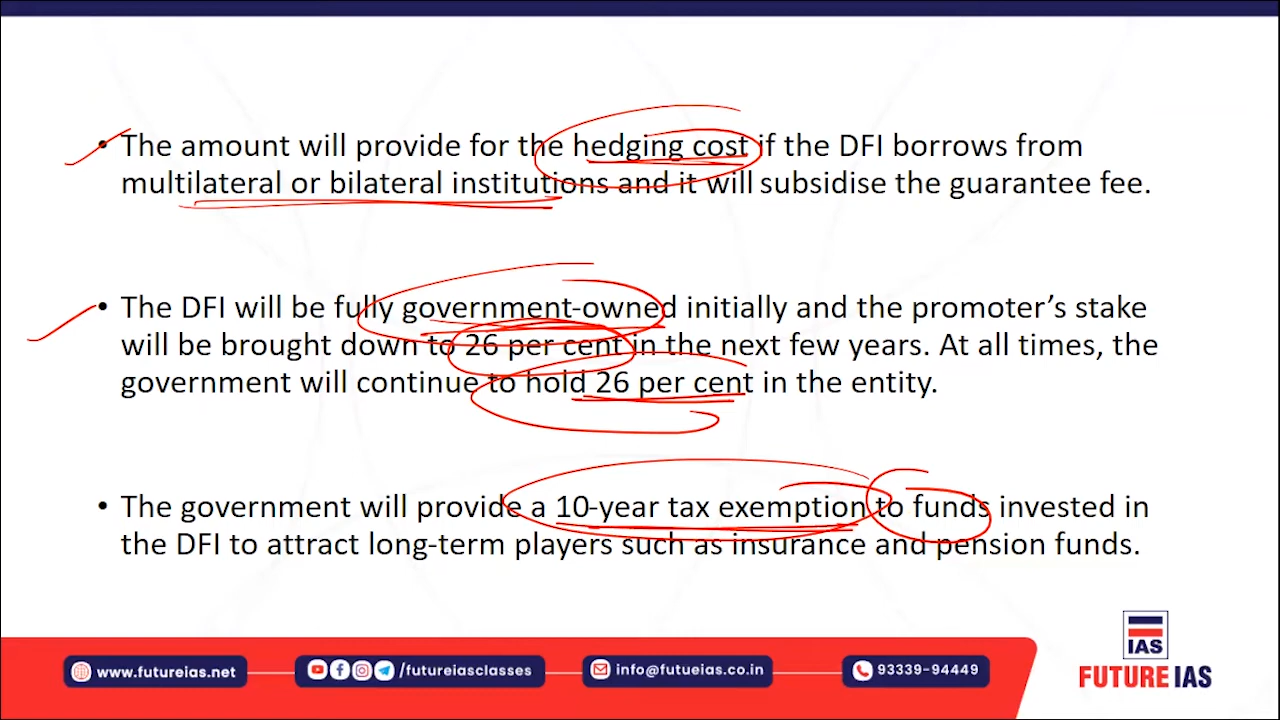 • The amount will provide for the hedging cost if the DFI borrows from
multilateral or bilateral institutions and it will subsidise the guarantee fee.
• The DFI will be fully government-owned initially and the promoter’s stake
will be brought down to 26 per cent in the next few years. At all times, the
government will continue to hold 26 per cent in the entity.
• The government will provide a 10-year tax exemption to funds invested in
the DFI to attract long-term players such as insurance and pension funds.
IAS
FUTURE IAS
www.futureias.net
/futureiasclasses
info@futueias.co.in
93339-94449